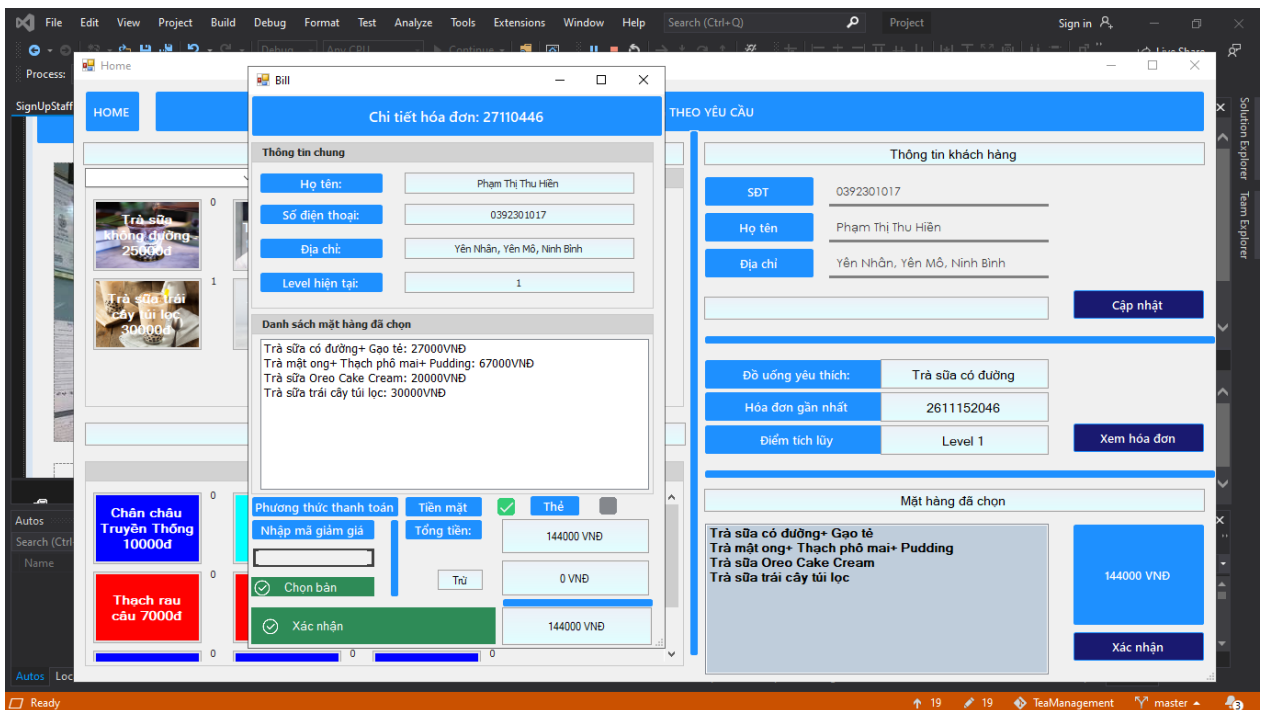 File Edit View Project Build Debug Format Test Analyze Tools Extensions Window Help Search (Ctrl+Q) Project Sign in
Debug Any CPU Continue Live Share
Process:
Home
SignUpStaff
HOME
THEO YÊU CẦU
Solution Explorer
Team Explorer
Bill
Chi tiết hóa đơn: 27110446
Thông tin chung
Họ tên: Phạm Thị Thu Hiền
Số điện thoại: 0392301017
Địa chỉ: Yên Nhân, Yên Mô, Ninh Bình
Level hiện tại: 1
Danh sách mặt hàng đã chọn
Trà sữa có đường+ Gạo tẻ: 27000VNĐ
Trà mật ong+ Thạch phô mai+ Pudding: 67000VNĐ
Trà sữa Oreo Cake Cream: 20000VNĐ
Trà sữa trái cây túi lọc: 30000VNĐ
Phương thức thanh toán Tiền mặt Thẻ
Nhập mã giảm giá Tổng tiền: 144000 VNĐ
Trừ 0 VNĐ
Chọn bàn
Xác nhận 144000 VNĐ
Trà sữa
không đường
25000đ
0
Trà sữa trái
cây túi lọc
30000đ
1
Chân châu
Truyền Thống
10000đ
0
Thạch rau
câu 7000đ
0
0 0 0
Thông tin khách hàng
SĐT 0392301017
Họ tên Phạm Thị Thu Hiền
Địa chỉ Yên Nhân, Yên Mô, Ninh Bình
Cập nhật
Đồ uống yêu thích: Trà sữa có đường
Hóa đơn gần nhất 2611152046
Điểm tích lũy Level 1
Xem hóa đơn
Mặt hàng đã chọn
Trà sữa có đường+ Gạo tẻ
Trà mật ong+ Thạch phô mai+ Pudding
Trà sữa Oreo Cake Cream
Trà sữa trái cây túi lọc
144000 VNĐ
Xác nhận
Autos
Search (Ctrl
Name
Autos Loc
Ready 19 19 TeaManagement master 3